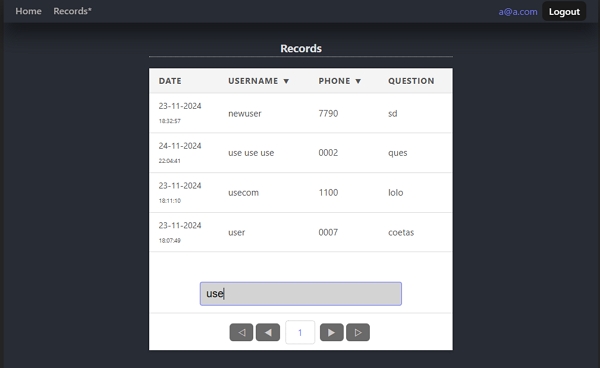 Home Records* a@a.com Logout
Records
DATE USERNAME ▼ PHONE ▼ QUESTION
23-11-2024
18:32:57 newuser 7790 sd
24-11-2024
22:04:41 use use use 0002 ques
23-11-2024
18:11:10 usecom 1100 lolo
23-11-2024
18:07:49 user 0007 coetas
use
1